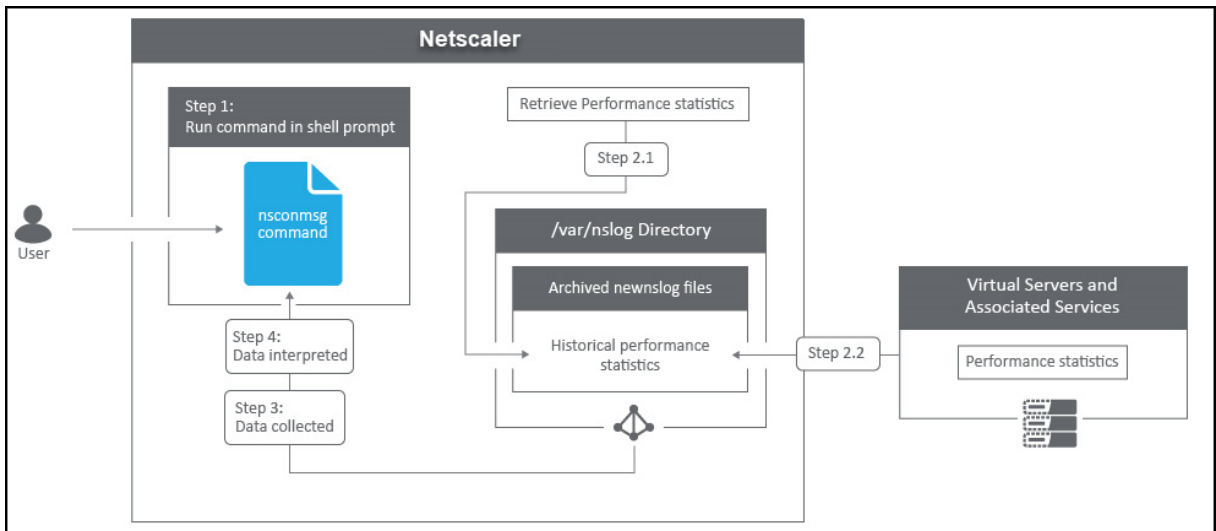 Netscaler
Step 1:
Run command in shell prompt
nsconmsg
command
User
Step 4:
Data interpreted
Step 3:
Data collected
Retrieve Performance statistics
Step 2.1
/var/nslog Directory
Archived newnslog files
Historical performance
statistics
Step 2.2
Virtual Servers and
Associated Services
Performance statistics